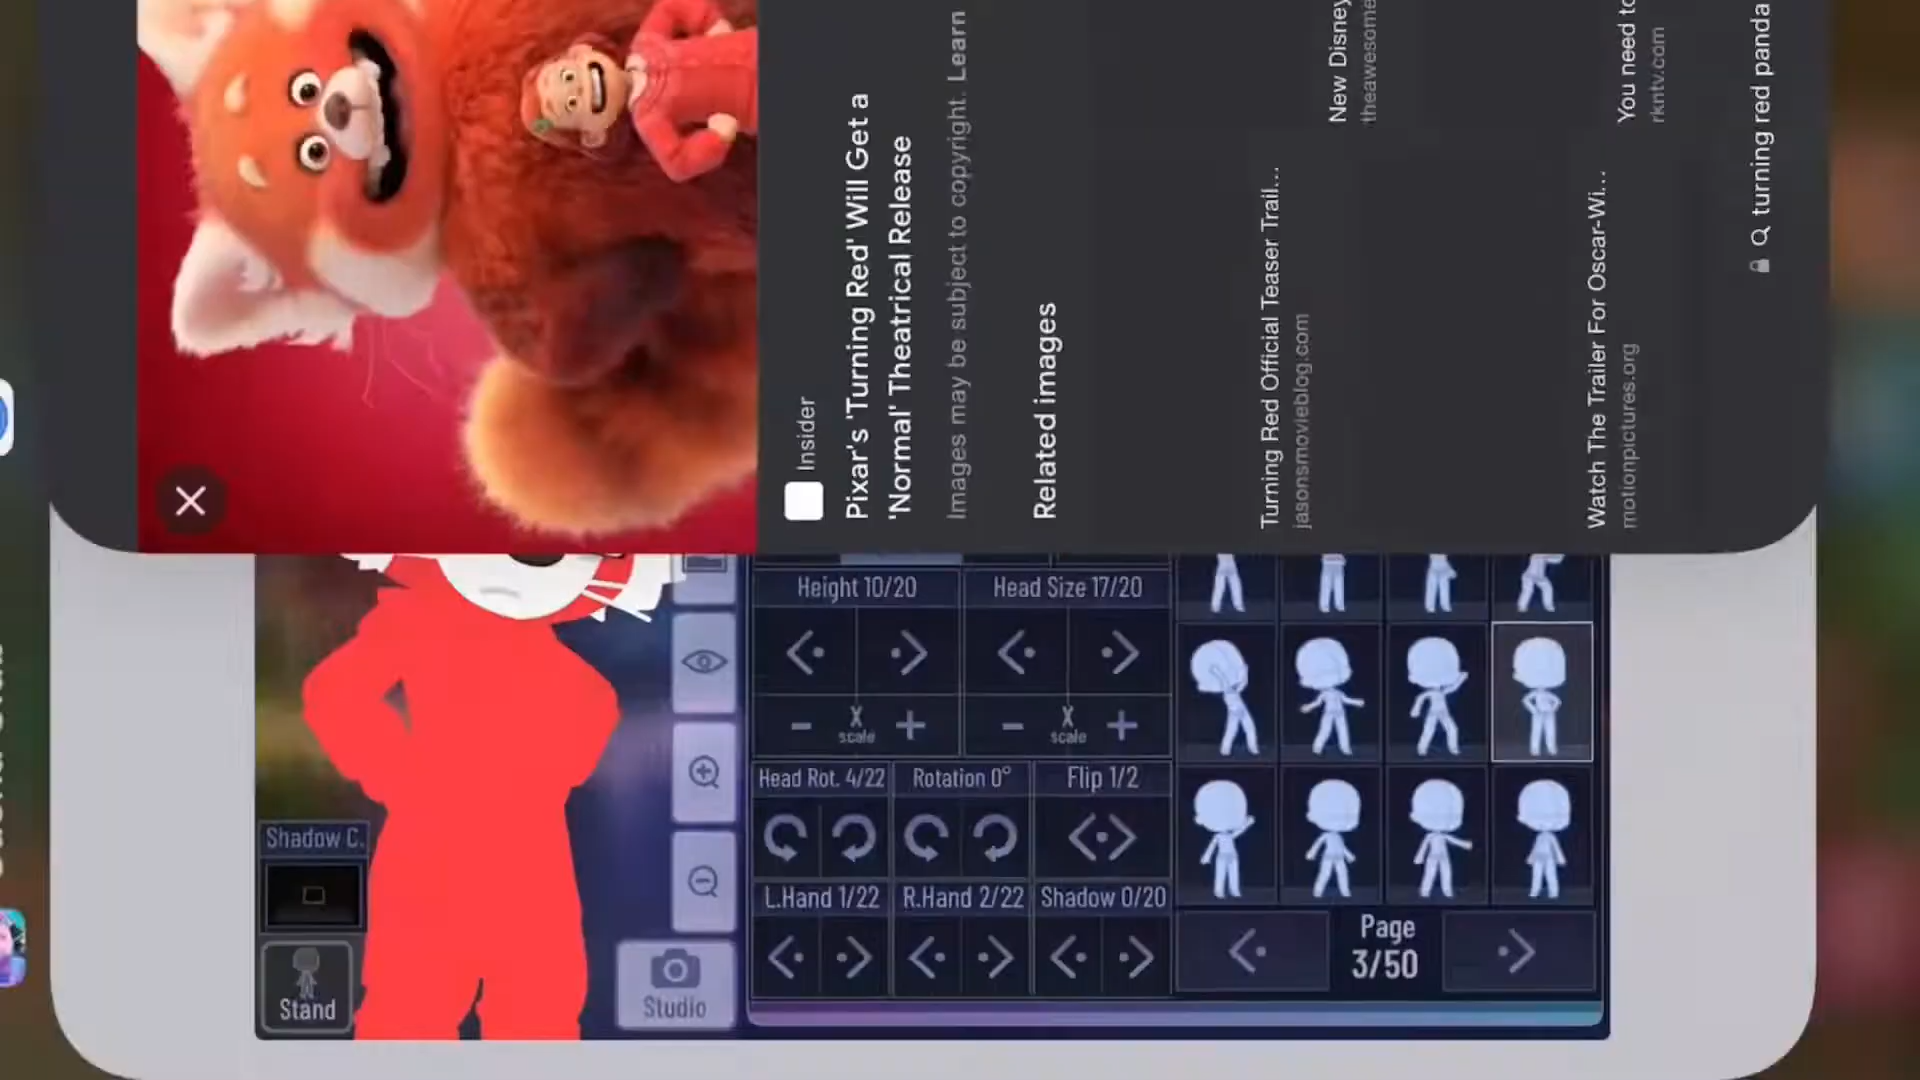 Insider
Pixar's 'Turning Red' Will Get a
'Normal' Theatrical Release
Images may be subject to copyright. Learn
Related images
Turning Red Official Teaser Trail...
jasonsmovieblog.com
New Disney
theawesome
Watch The Trailer For Oscar-Wi...
motionpictures.org
You need to
rkntv.com
turning red panda
Height 10/20
Head Size 17/20
X
scale
X
scale
Head Rot. 4/22
Rotation 0°
Flip 1/2
L.Hand 1/22
R.Hand 2/22
Shadow 0/20
Shadow C.
Stand
Studio
Page
3/50